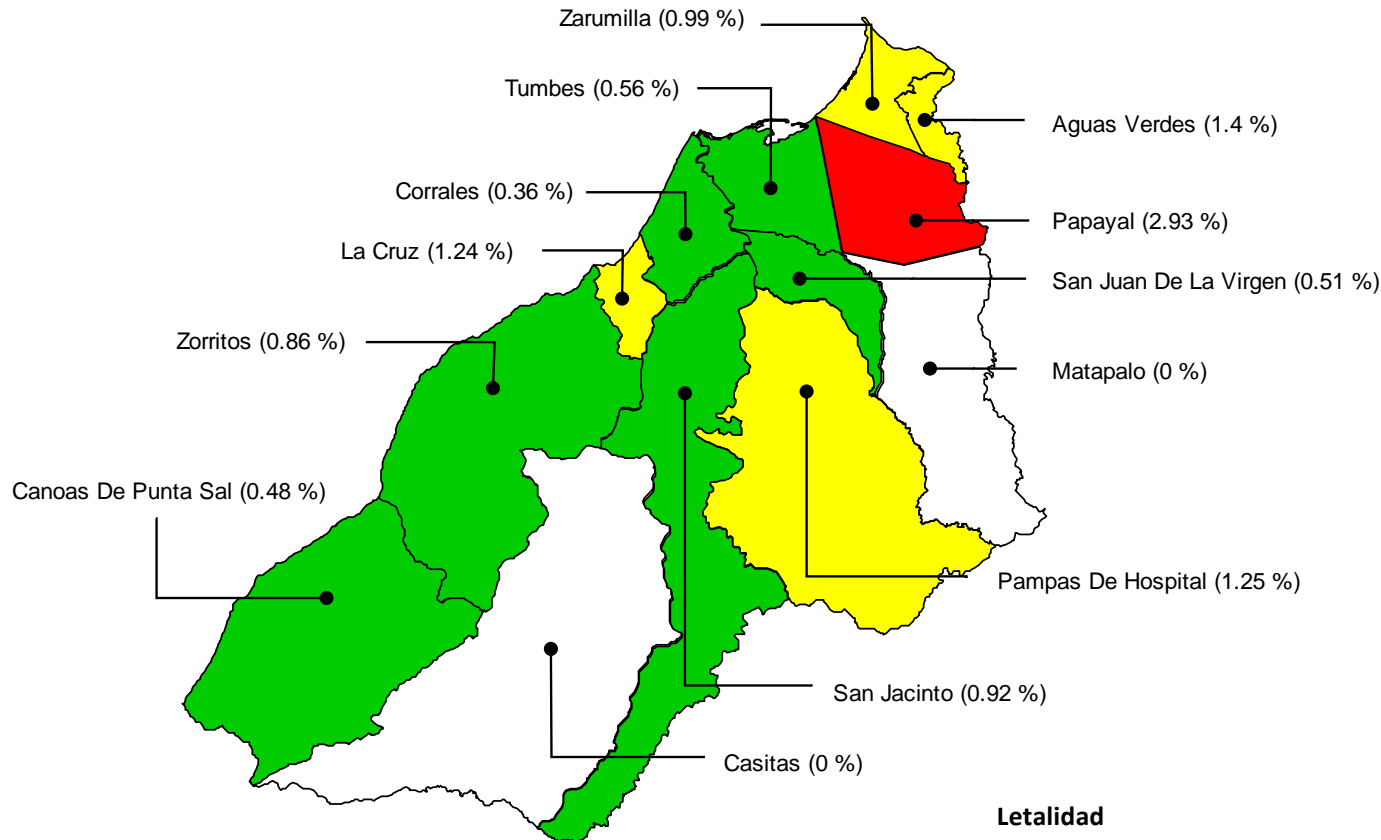 Zarumilla (0.99 %)
Tumbes (0.56 %)
Aguas Verdes (1.4 %)
Corrales (0.36 %)
Papayal (2.93 %)
La Cruz (1.24 %)
San Juan De La Virgen (0.51 %)
Zorritos (0.86 %)
Matapalo (0 %)
Canoas De Punta Sal (0.48 %)
Pampas De Hospital (1.25 %)
San Jacinto (0.92 %)
Casitas (0 %)
Letalidad